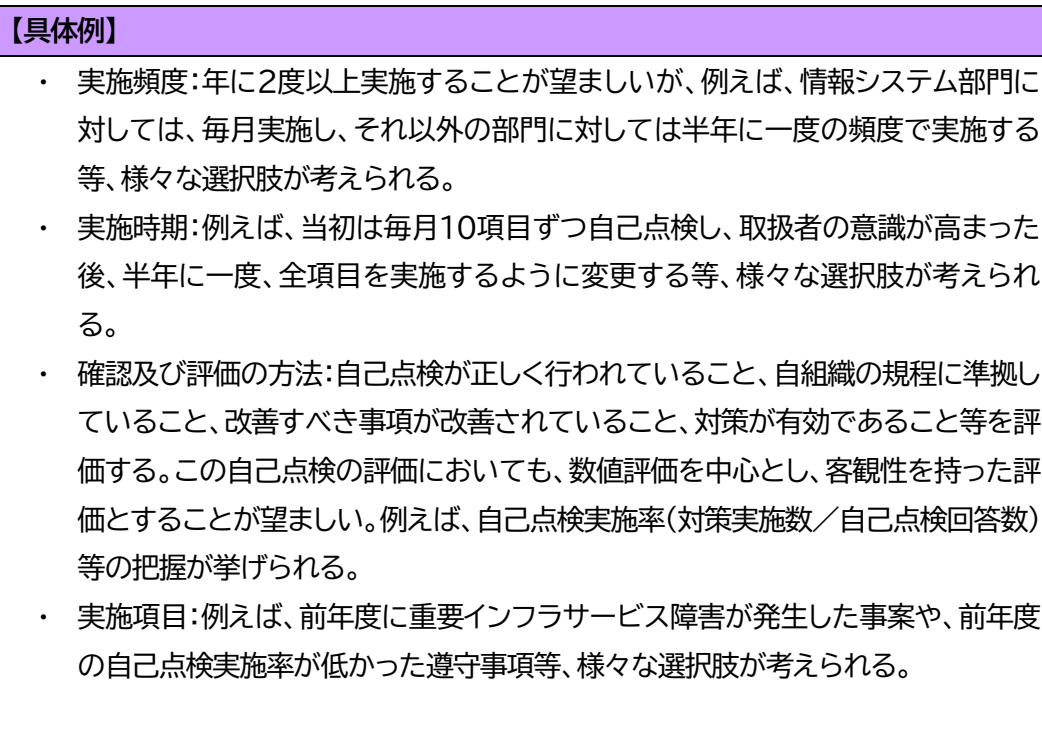 【具体例】
・ 実施頻度：年に２度以上実施することが望ましいが、例えば、情報システム部門に
対しては、毎月実施し、それ以外の部門に対しては半年に一度の頻度で実施する
等、様々な選択肢が考えられる。
・ 実施時期：例えば、当初は毎月１０項目ずつ自己点検し、取扱者の意識が高まった
後、半年に一度、全項目を実施するように変更する等、様々な選択肢が考えられ
る。
・ 確認及び評価の方法：自己点検が正しく行われていること、自組織の規程に準拠し
ていること、改善すべき事項が改善されていること、対策が有効であること等を評
価する。この自己点検の評価においても、数値評価を中心とし、客観性を持った評
価とすることが望ましい。例えば、自己点検実施率（対策実施数／自己点検回答数）
等の把握が挙げられる。
・ 実施項目：例えば、前年度に重要インフラサービス障害が発生した事案や、前年度
の自己点検実施率が低かった遵守事項等、様々な選択肢が考えられる。